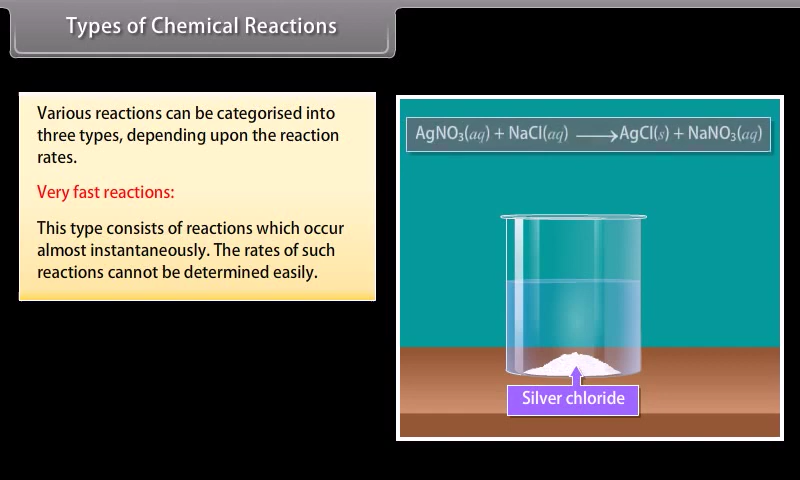 Types of Chemical Reactions
Various reactions can be categorised into
three types, depending upon the reaction
rates.
Very fast reactions:
This type consists of reactions which occur
almost instantaneously. The rates of such
reactions cannot be determined easily.
AgNO₃(aq) + NaCl(aq) ⟶ AgCl(s) + NaNO₃(aq)
Silver chloride